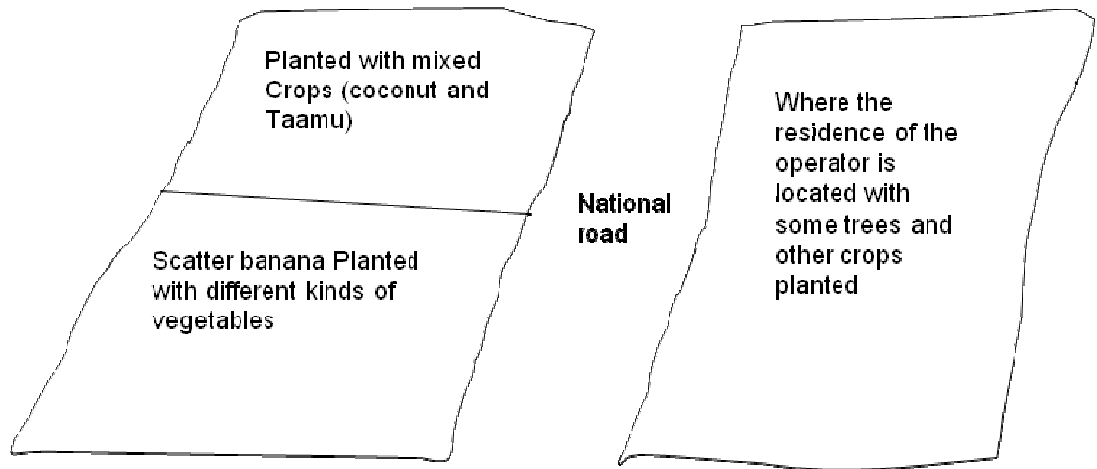 Planted with mixed
Crops (coconut and
Taamu)
Scatter banana Planted
with different kinds of
vegetables
National
road
Where the
residence of the
operator is
located with
some trees and
other crops
planted